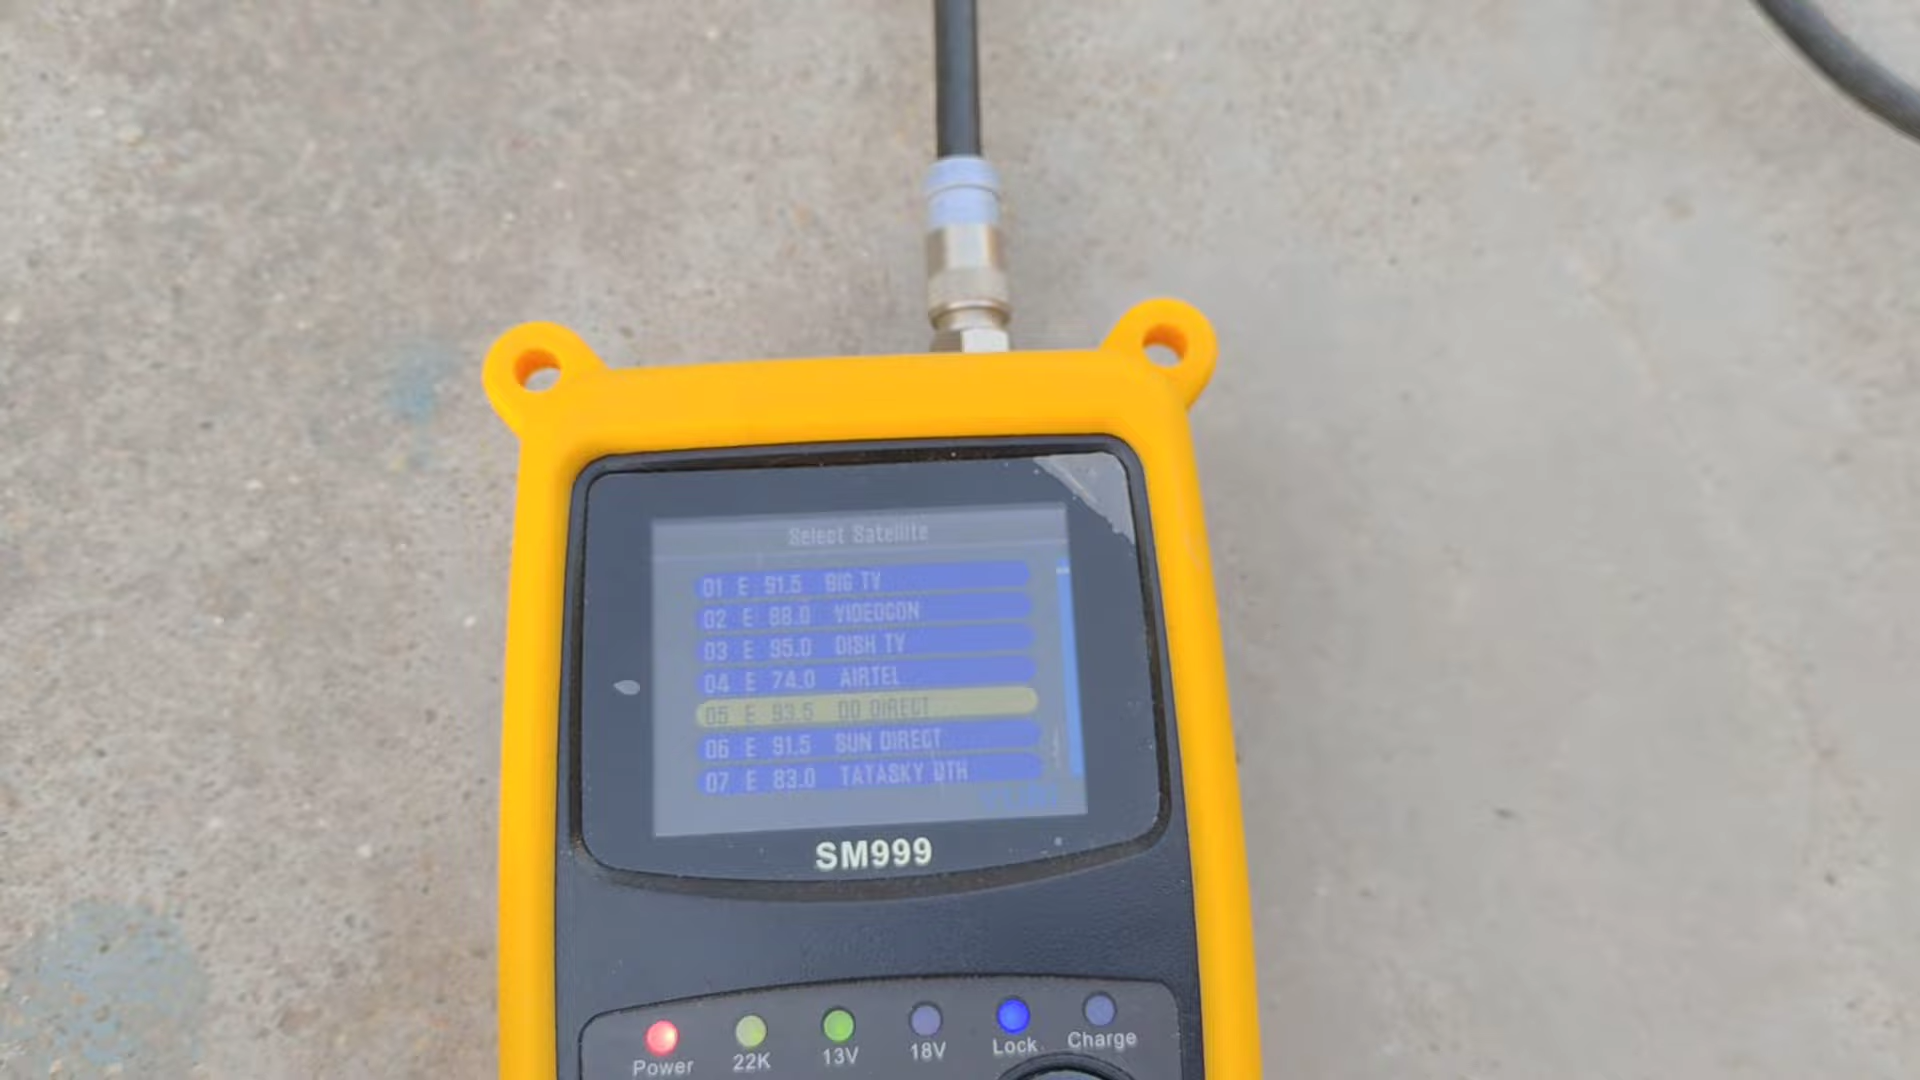 Select Satellite
01 E 91.5 BIG TV
02 E 88.0 VIDEOCON
03 E 95.0 DISH TV
04 E 74.0 AIRTEL
05 E 93.5 DD DIRECT
06 E 91.5 SUN DIRECT
07 E 83.0 TATASKY DTH
SM999
Power 22K 13V 18V Lock Charge